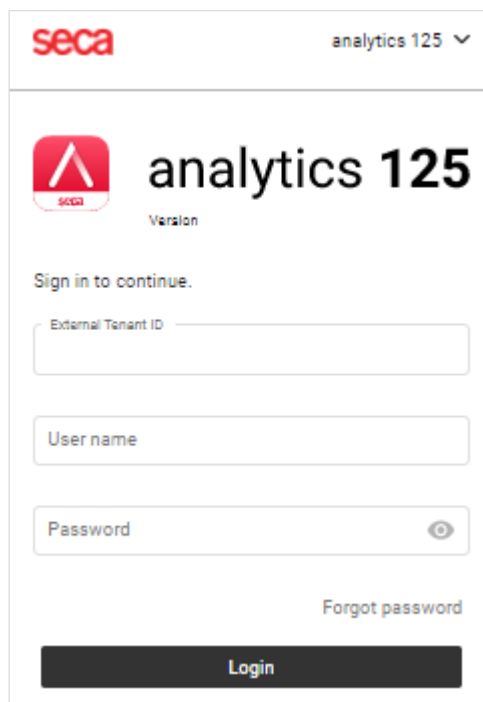 seca
analytics 125
analytics 125
seca
Version
Sign in to continue.
External Tenant ID
User name
Password
Forgot password
Login